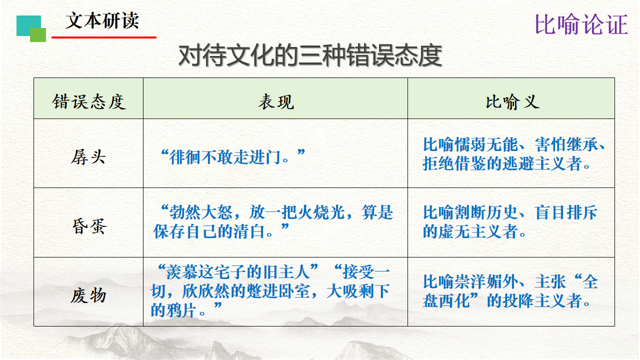 文本研读
比喻论证
对待文化的三种错误态度
错误态度
表现
比喻义
孱头
“徘徊不敢走进门。”
比喻懦弱无能、害怕继承、
拒绝借鉴的逃避主义者。
昏蛋
“勃然大怒，放一把火烧光，算是
保存自己的清白。”
比喻割断历史、盲目排斥
的虚无主义者。
废物
“羡慕这宅子的旧主人”“接受一
切，欣欣然的蹩进卧室，大吸剩下
的鸦片。”
比喻崇洋媚外、主张“全
盘西化”的投降主义者。